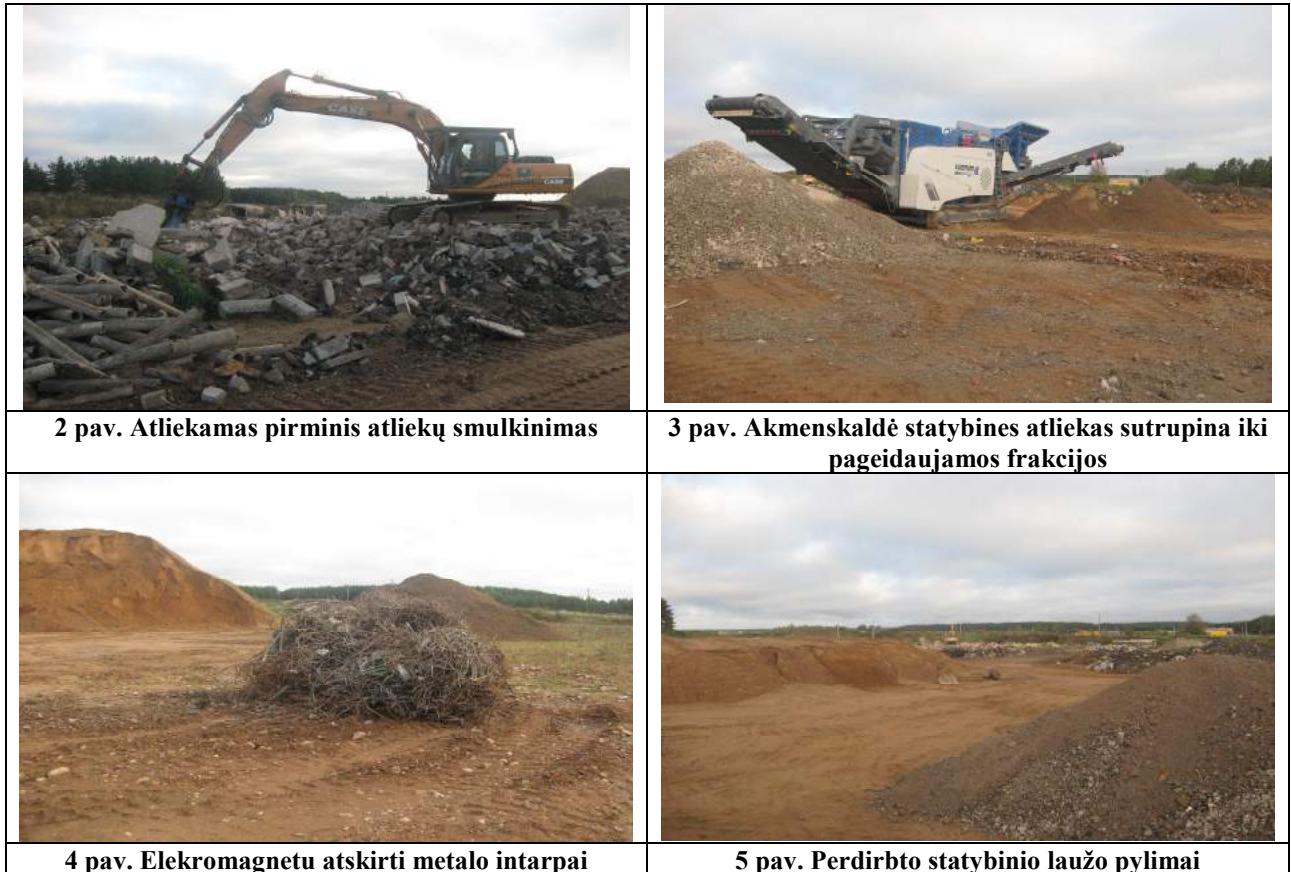 CASE
CASE
2 pav. Atliekamas pirminis atliekų smulkinimas
3 pav. Akmenskaldė statybines atliekas sutrupina iki
pageidaujamos frakcijos
4 pav. Elekromagnetu atskirti metalo intarpai
5 pav. Perdirbto statybinio laužo pylimai